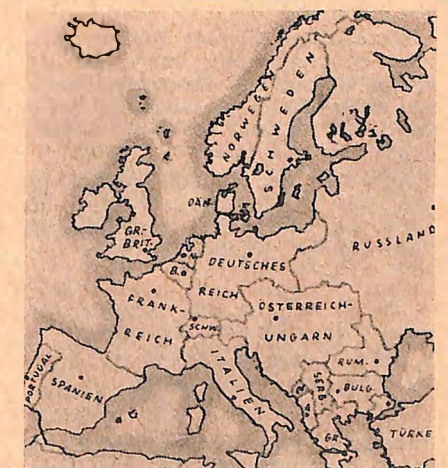 NORWEGEN
SCHWEDEN
DÄN.
RUSSLAND
GR.-
BRIT.
N.
B.
DEUTSCHES
REICH
FRANK-
REICH
ÖSTERREICH-
UNGARN
SCHW.
ITALIEN
PORTUGAL
SPANIEN
RUM.
SERB.
BULG.
GR.
TÜRKE